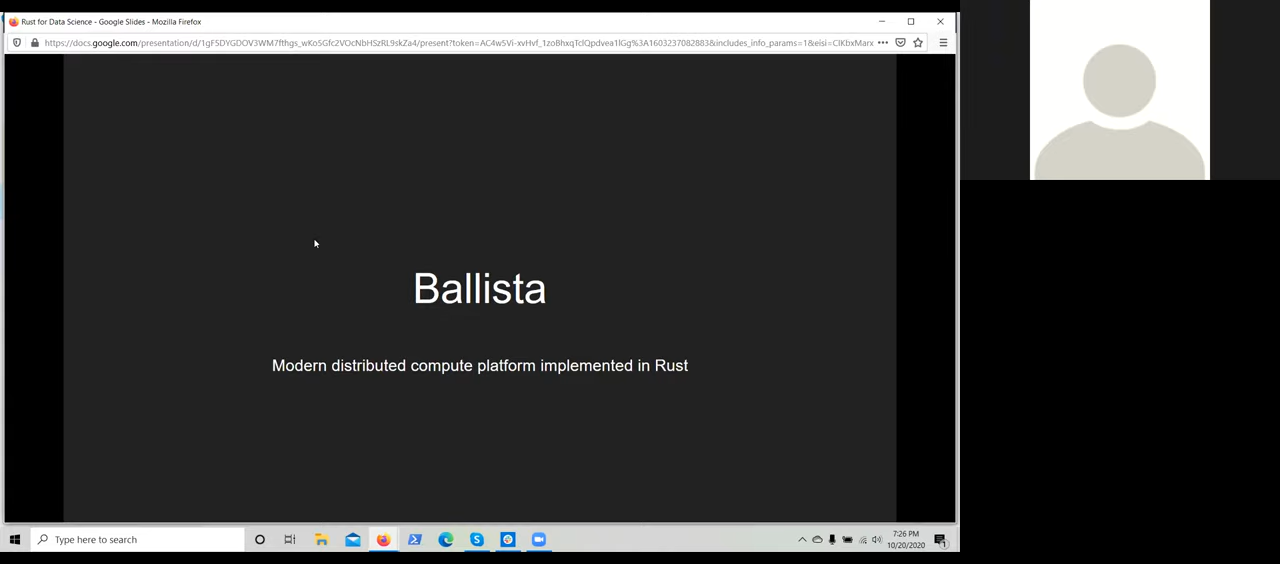 Rust for Data Science - Google Slides - Mozilla Firefox
Ballista
Modern distributed compute platform implemented in Rust
Type here to search
7:26 PM
10/20/2020